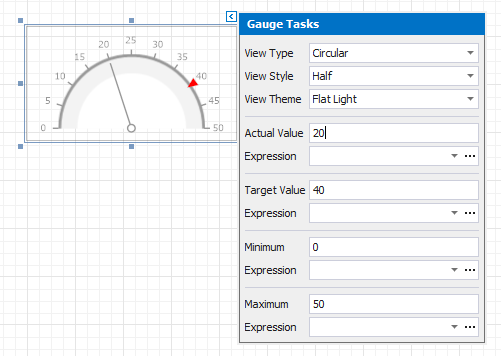 Gauge Tasks
View Type Circular
View Style Half
View Theme Flat Light
Actual Value 20
Expression
Target Value 40
Expression
Minimum 0
Expression
Maximum 50
Expression
0 5 10 15 20 25 30 35 40 45 50